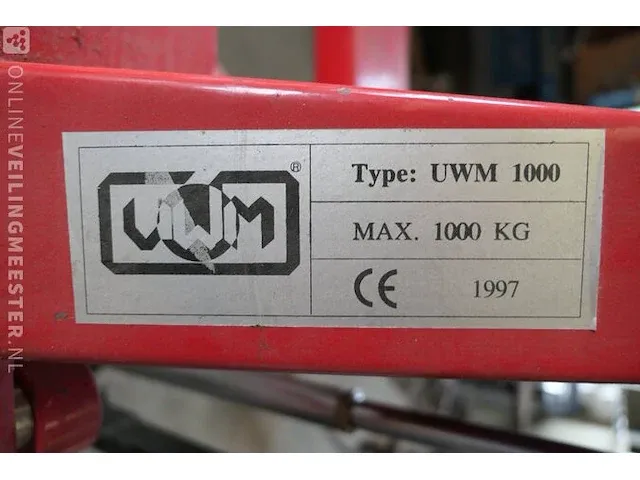 ONLINEVEILINGMEESTER.NL
UWM®
Type: UWM 1000
MAX. 1000 KG
CE 1997